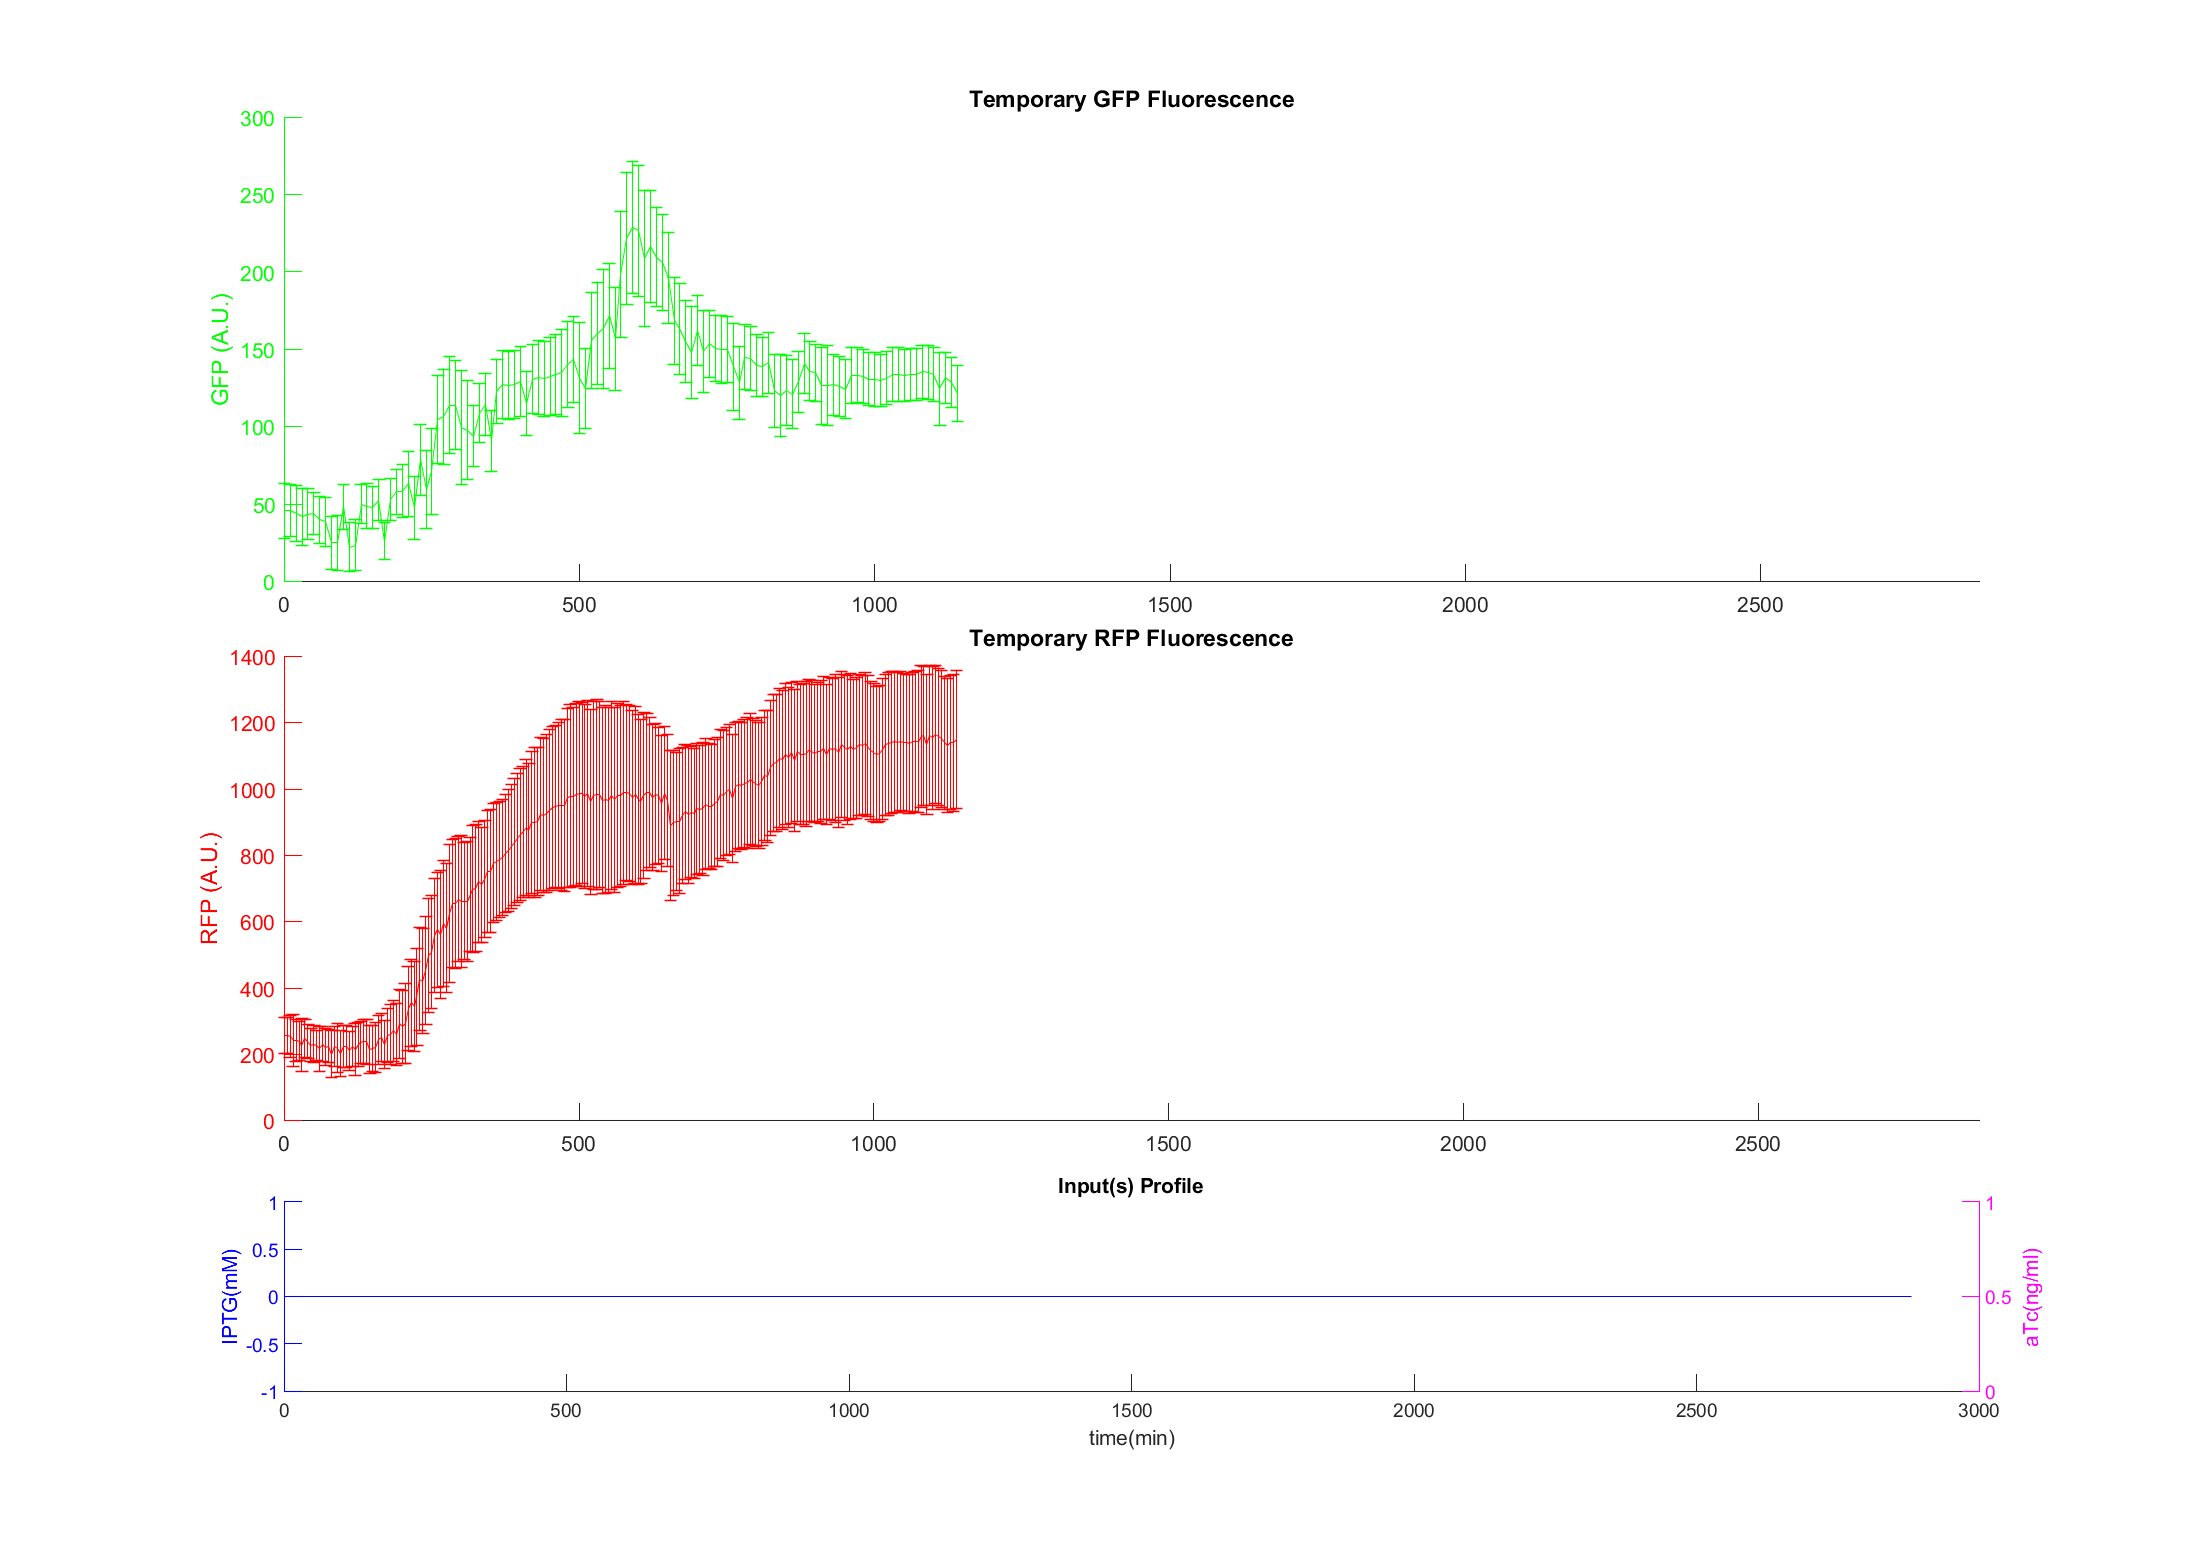 Temporary GFP Fluorescence
300
250
200
150
100
50
0
GFP (A.U.)
0 500 1000 1500 2000 2500
Temporary RFP Fluorescence
1400
1200
1000
800
600
400
200
0
RFP (A.U.)
0 500 1000 1500 2000 2500
Input(s) Profile
1
0.5
0
-0.5
-1
IPTG(mM)
1
0.5
0
aTc(ng/ml)
0 500 1000 1500 2000 2500 3000
time(min)